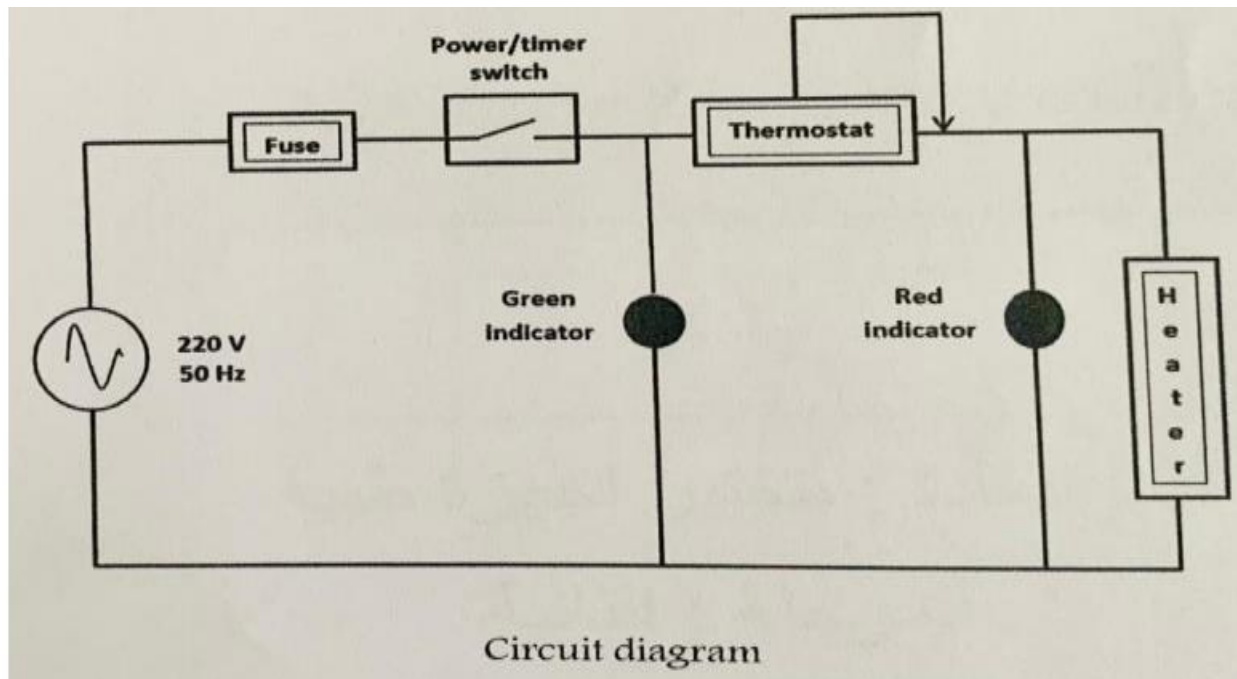 Power/timer
switch
Fuse
Thermostat
Green
indicator
Red
indicator
220 V
50 Hz
H
e
a
t
e
r
Circuit diagram